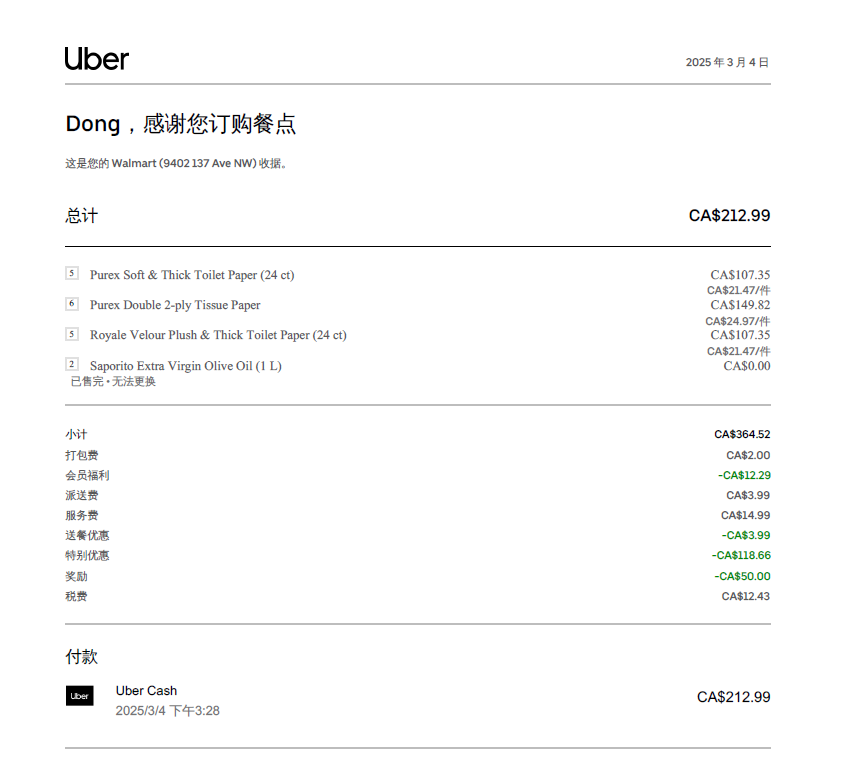 Uber
2025 年 3 月 4 日
Dong，感谢您订购餐点
这是您的 Walmart (9402 137 Ave NW) 收据。
总计 CA$212.99
5 Purex Soft & Thick Toilet Paper (24 ct) CA$107.35
CA$21.47/件
6 Purex Double 2-ply Tissue Paper CA$149.82
CA$24.97/件
5 Royale Velour Plush & Thick Toilet Paper (24 ct) CA$107.35
CA$21.47/件
2 Saporito Extra Virgin Olive Oil (1 L) CA$0.00
已售完 • 无法更换
小计 CA$364.52
打包费 CA$2.00
会员福利 -CA$12.29
派送费 CA$3.99
服务费 CA$14.99
送餐优惠 -CA$3.99
特别优惠 -CA$118.66
奖励 -CA$50.00
税费 CA$12.43
付款
Uber Uber Cash CA$212.99
2025/3/4 下午3:28